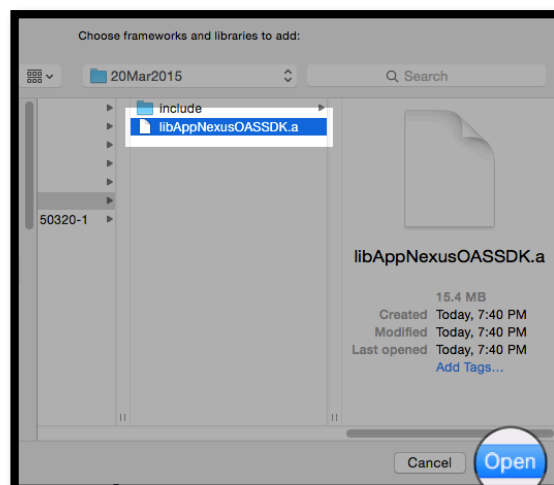 Choose frameworks and libraries to add:
20Mar2015
Search
include
libAppNexusOASSDK.a
50320-1
libAppNexusOASSDK.a
15.4 MB
Created Today, 7:40 PM
Modified Today, 7:40 PM
Last opened Today, 7:40 PM
Add Tags...
Cancel
Open